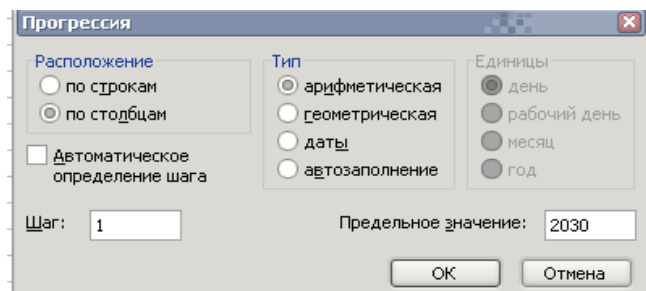 Прогрессия
Расположение
по строкам
по столбцам
Автоматическое
определение шага
Тип
арифметическая
геометрическая
даты
автозаполнение
Единицы
день
рабочий день
месяц
год
Шаг: 1
Предельное значение: 2030
ОК
Отмена